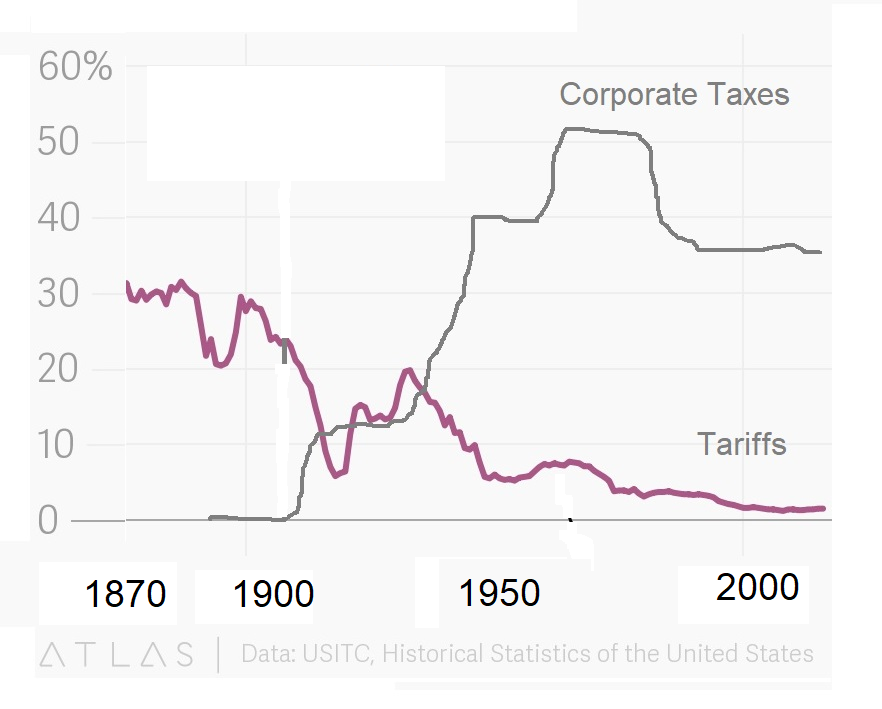 60%
Corporate Taxes
50
40
30
20
10
Tariffs
0
1870 1900 1950 2000
ATLAS | Data: USITC, Historical Statistics of the United States